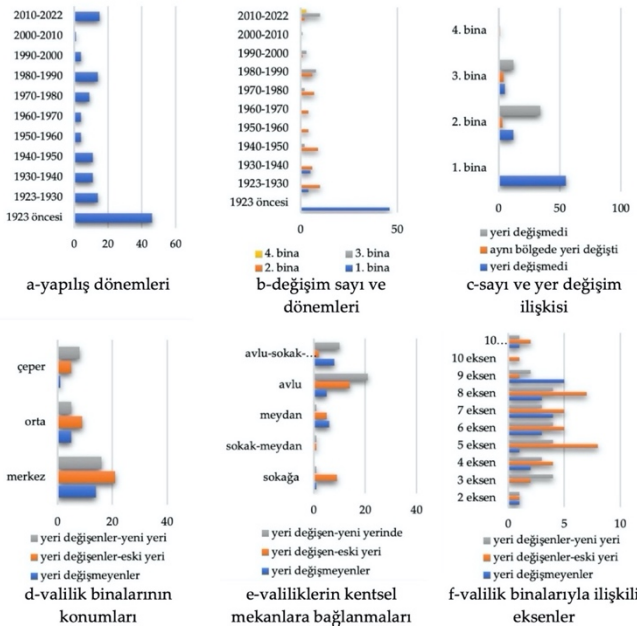 2010-2022
2000-2010
1990-2000
1980-1990
1970-1980
1960-1970
1950-1960
1940-1950
1930-1940
1923-1930
1923 öncesi
0 20 40 60
a-yapılış dönemleri
2010-2022
2000-2010
1990-2000
1980-1990
1970-1980
1960-1970
1950-1960
1940-1950
1930-1940
1923-1930
1923 öncesi
0 50
4. bina 3. bina
2. bina 1. bina
b-değişim sayı ve
dönemleri
4. bina
3. bina
2. bina
1. bina
0 50 100
yeri değişmedi
aynı bölgede yeri değişti
yeri değişmedi
c-sayı ve yer değişim
ilişkisi
çeper
orta
merkez
0 20 40
yeri değişenler-yeni yeri
yeri değişenler-eski yeri
yeri değişmeyenler
d-valilik binalarının
konumları
avlu-sokak-…
avlu
meydan
sokak-meydan
sokağa
0 20 40
yeri değişen-yeni yerinde
yeri değişen-eski yeri
yeri değişmeyenler
e-valiliklerin kentsel
mekanlara bağlanmaları
10…
10 eksen
9 eksen
8 eksen
7 eksen
6 eksen
5 eksen
4 eksen
3 eksen
2 eksen
0 5 10
yeri değişenler-yeni yeri
yeri değişenler-eski yeri
yeri değişmeyenler
f-valilik binalarıyla ilişkili
eksenler